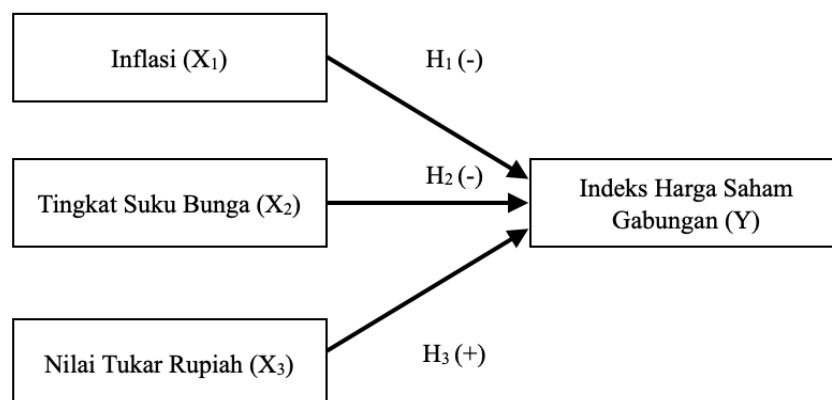 Inflasi (X₁)
H₁ (-)
Tingkat Suku Bunga (X₂)
H₂ (-)
Indeks Harga Saham
Gabungan (Y)
Nilai Tukar Rupiah (X₃)
H₃ (+)